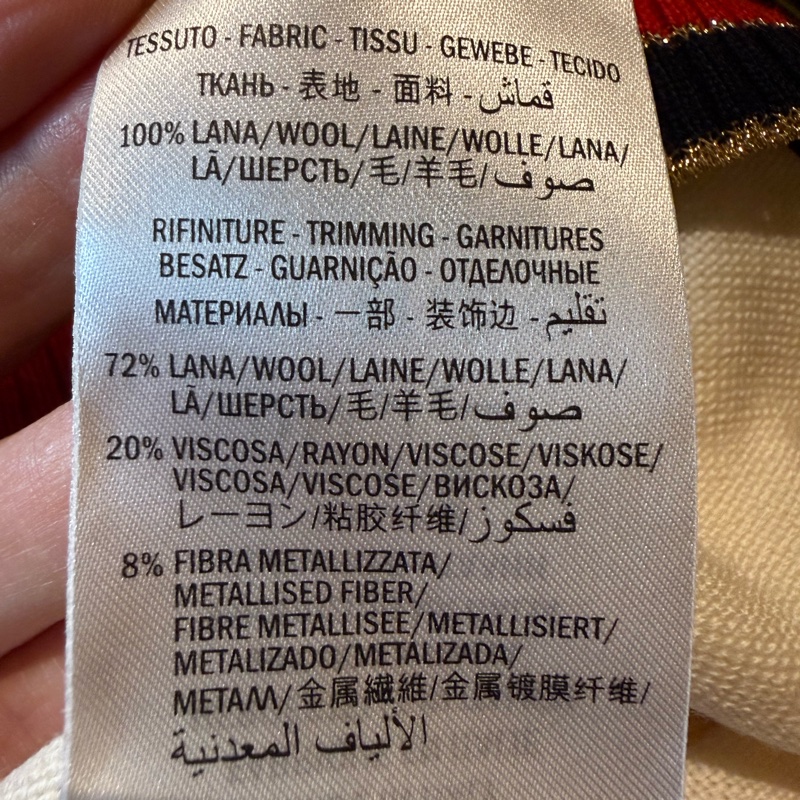 TESSUTO - FABRIC - TISSU - GEWEBE - TECIDO
ТКАНЬ - 表地 - 面料 - قماش
100% LANA/WOOL/LAINE/WOLLE/LANA/
LÃ/ШЕРСТЬ/毛/羊毛/صوف
RIFINITURE - TRIMMING - GARNITURES
BESATZ - GUARNIÇÃO - ОТДЕЛОЧНЫЕ
МАТЕРИАЛЫ - 一部 - 装饰边 - تقليم
72% LANA/WOOL/LAINE/WOLLE/LANA/
LÃ/ШЕРСТЬ/毛/羊毛/صوف
20% VISCOSA/RAYON/VISCOSE/VISKOSE/
VISCOSA/VISCOSE/ВИСКОЗА/
レーヨン/粘胶纤维/فسكوز
8% FIBRA METALLIZZATA/
METALLISED FIBER/
FIBRE METALLISEE/METALLISIERT/
METALIZADO/METALIZADA/
МЕТАЛЛ/金属繊維/金属镀膜纤维/
الألياف المعدنية